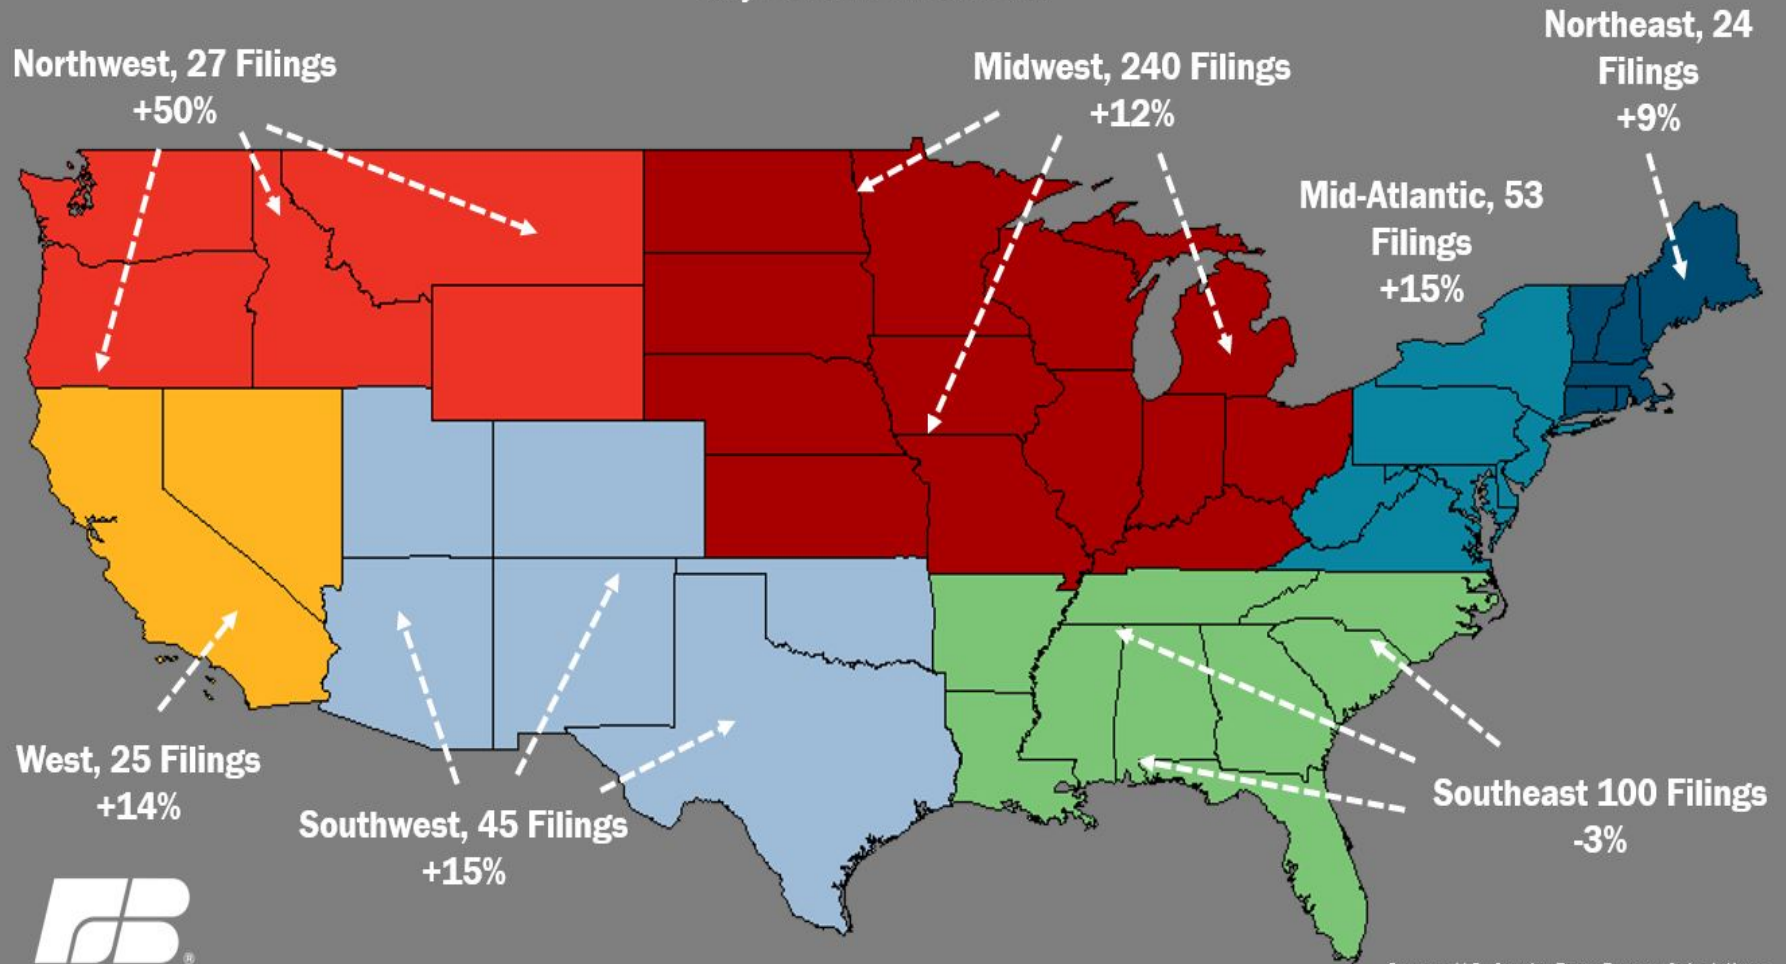 Northwest, 27 Filings
+50%
Midwest, 240 Filings
+12%
Northeast, 24
Filings
+9%
Mid-Atlantic, 53
Filings
+15%
West, 25 Filings
+14%
Southwest, 45 Filings
+15%
Southeast 100 Filings
-3%
FB
®